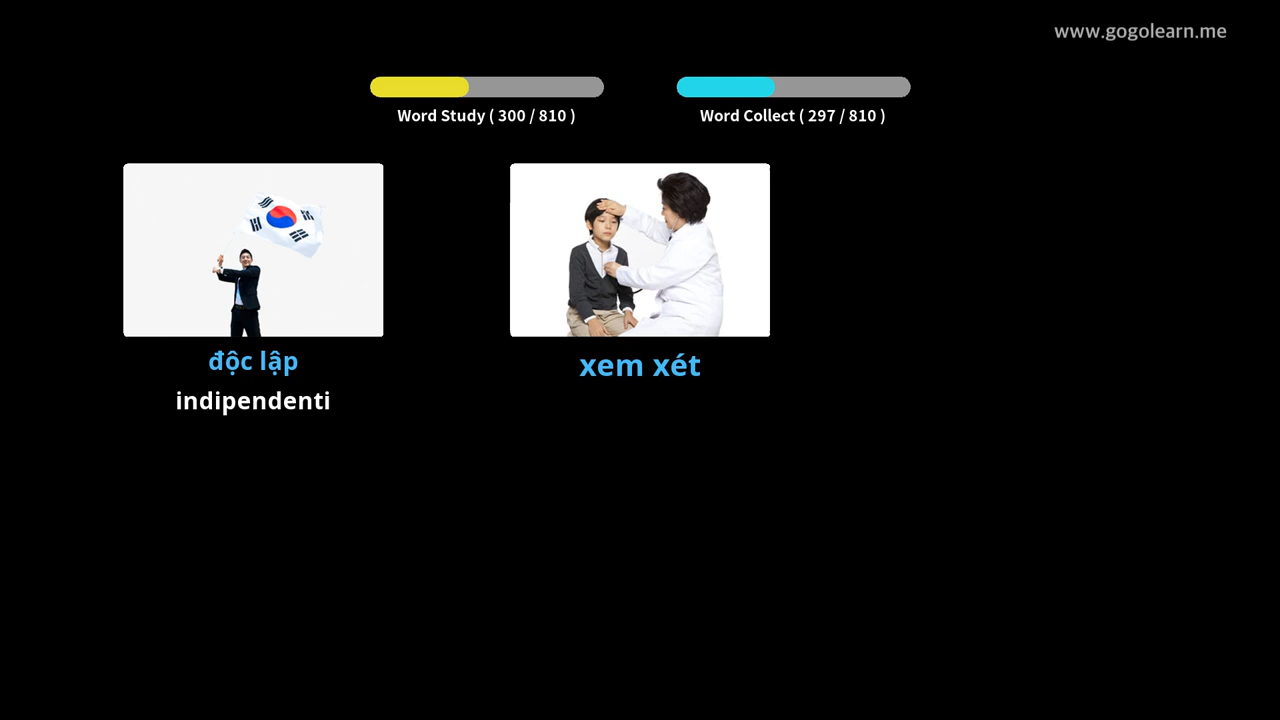 www.gogolearn.me
Word Study ( 300 / 810 )
Word Collect ( 297 / 810 )
độc lập
indipendenti
xem xét